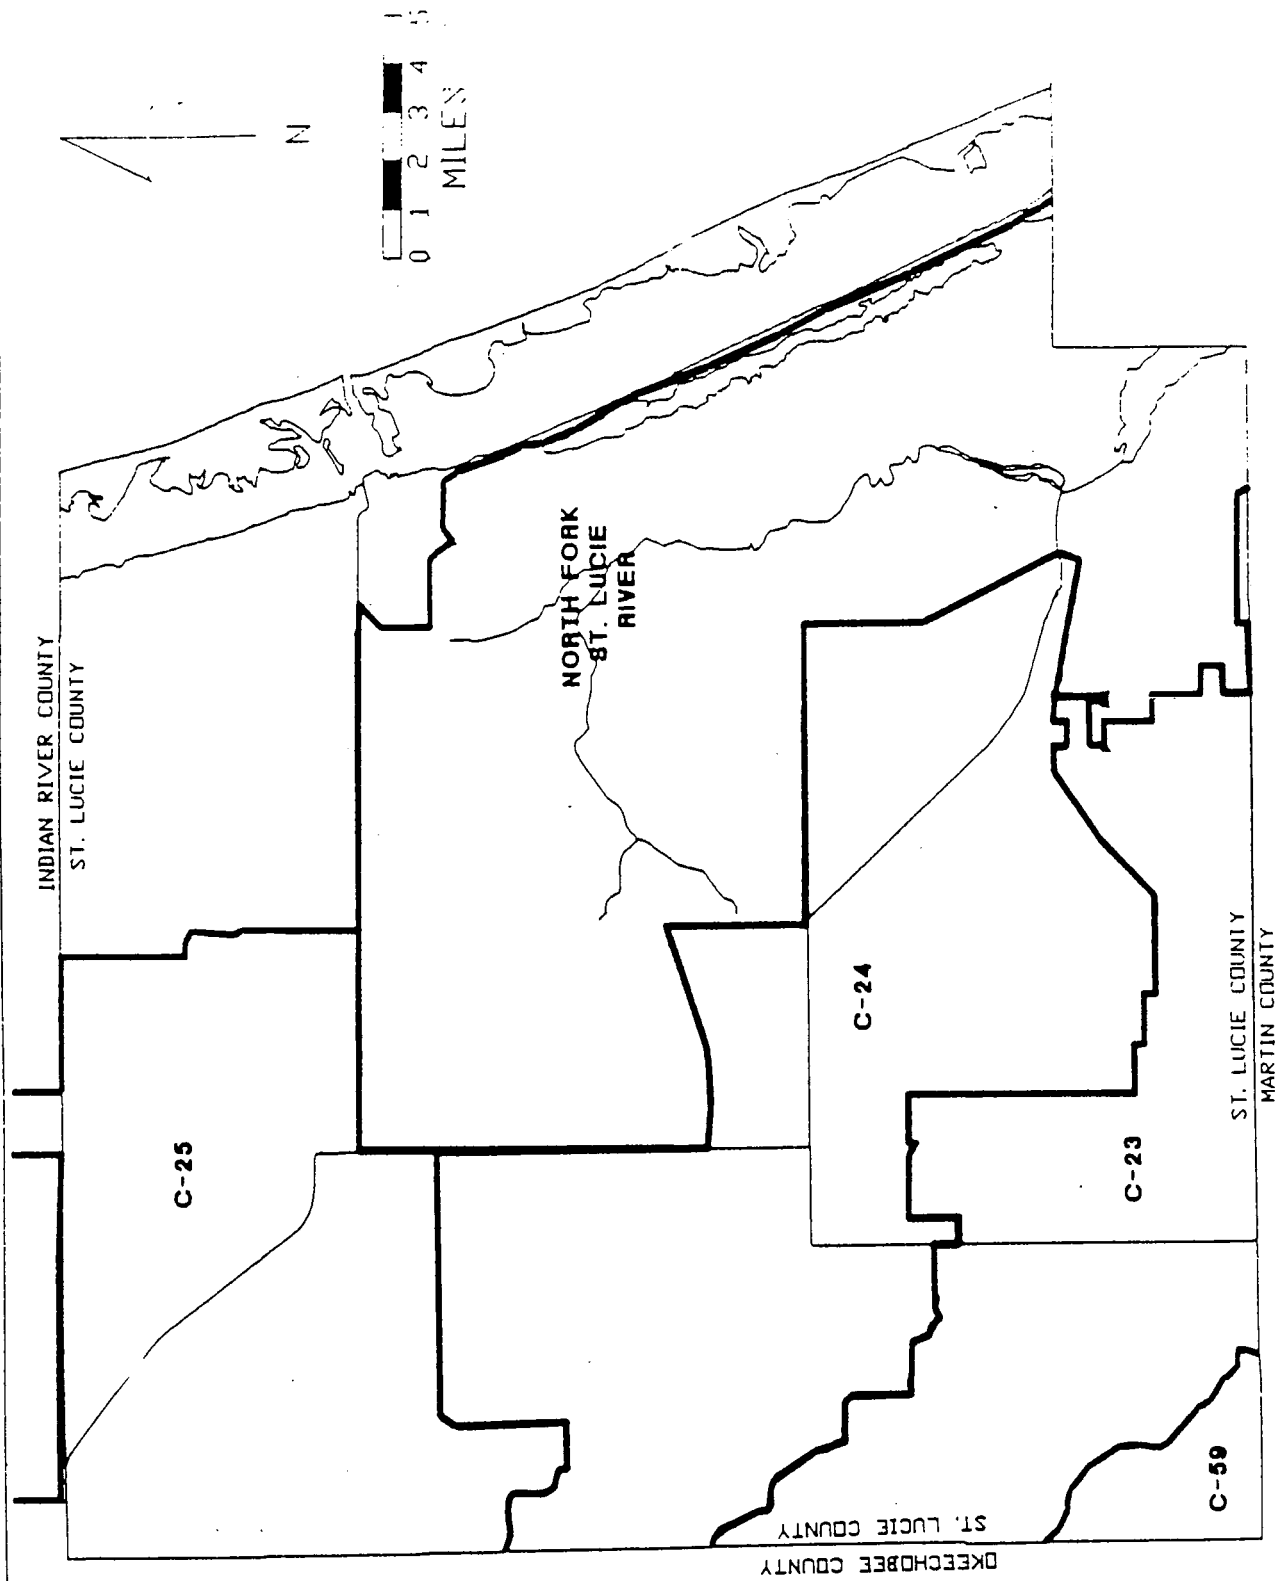 INDIAN RIVER COUNTY
ST. LUCIE COUNTY
N
0 1 2 3 4 5
MILES
NORTH FORK
ST. LUCIE
RIVER
C-25
C-24
C-23
C-59
ST. LUCIE COUNTY
MARTIN COUNTY
OKEECHOBEE COUNTY
ST. LUCIE COUNTY